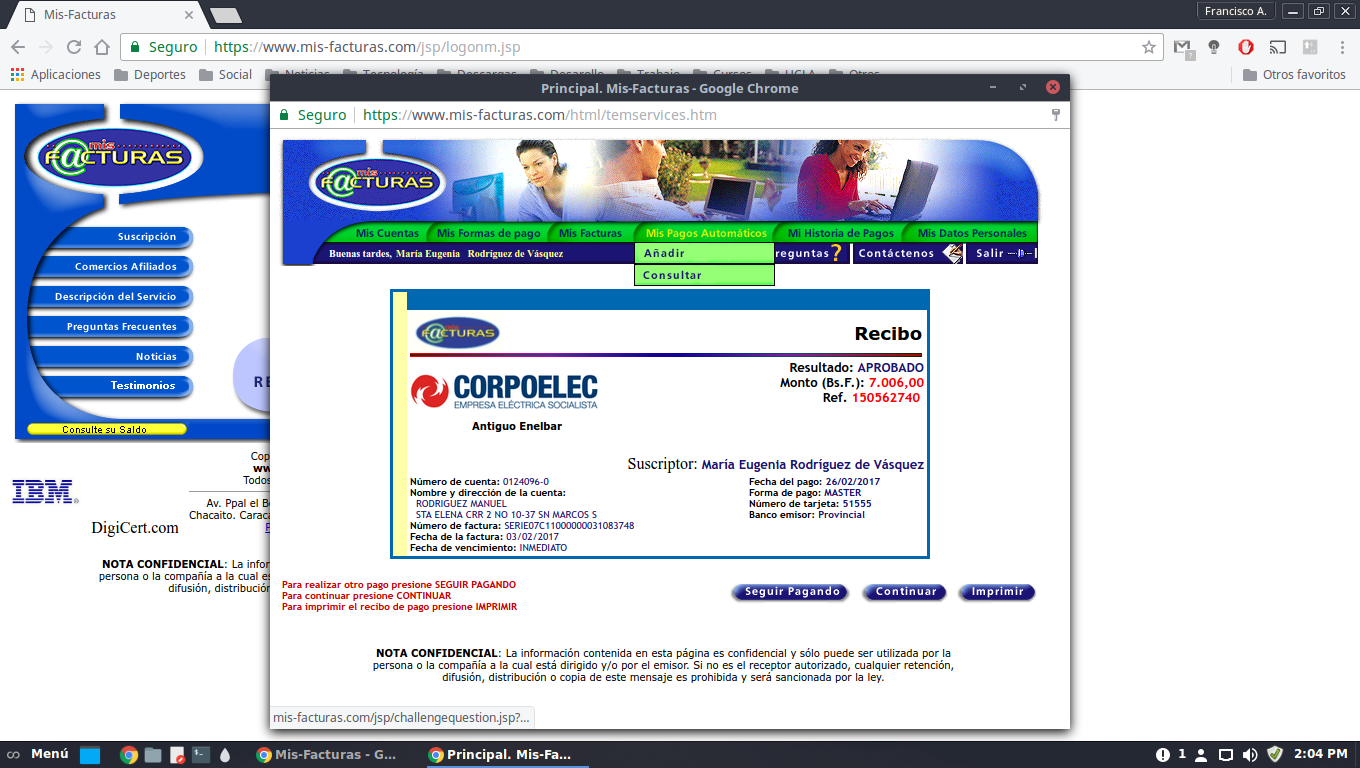 Mis-Facturas
Francisco A.
Seguro https://www.mis-facturas.com/jsp/logonm.jsp
Aplicaciones Deportes Social Otros favoritos
Principal. Mis-Facturas - Google Chrome
Seguro https://www.mis-facturas.com/html/temservices.htm
mis
f@CTURAS
Suscripción
Comercios Afiliados
Descripción del Servicio
Preguntas Frecuentes
Noticias
Testimonios
Consulte su Saldo
RE
Cop
ww
Todos
IBM
Av. Ppal el B
Chacaito. Carac
DigiCert.com
NOTA CONFIDENCIAL: La infor
persona o la compañía a la cual es
difusión, distribución
mis
f@CTURAS
Mis Cuentas Mis Formas de pago Mis Facturas Mis Pagos Automáticos Mi Historia de Pagos Mis Datos Personales
Buenas tardes, María Eugenia Rodríguez de Vásquez
Añadir
Consultar
reguntas? Contáctenos Salir
mis
f@CTURAS
Recibo
CORPOELEC
EMPRESA ELÉCTRICA SOCIALISTA
Antiguo Enelbar
Resultado: APROBADO
Monto (Bs.F.): 7.006,00
Ref. 150562740
Suscriptor: María Eugenia Rodríguez de Vásquez
Número de cuenta: 0124096-0
Nombre y dirección de la cuenta:
RODRIGUEZ MANUEL
STA ELENA CRR 2 NO 10-37 SN MARCOS S
Número de factura: SERIE07C11000000031083748
Fecha de la factura: 03/02/2017
Fecha de vencimiento: INMEDIATO
Fecha del pago: 26/02/2017
Forma de pago: MASTER
Número de tarjeta: 51555
Banco emisor: Provincial
Para realizar otro pago presione SEGUIR PAGANDO
Para continuar presione CONTINUAR
Para imprimir el recibo de pago presione IMPRIMIR
Seguir Pagando Continuar Imprimir
NOTA CONFIDENCIAL: La información contenida en esta página es confidencial y sólo puede ser utilizada por la
persona o la compañía a la cual está dirigido y/o por el emisor. Si no es el receptor autorizado, cualquier retención,
difusión, distribución o copia de este mensaje es prohibida y será sancionada por la ley.
mis-facturas.com/jsp/challengequestion.jsp?...
Menú Mis-Facturas - G... Principal. Mis-Fa... 1 2:04 PM